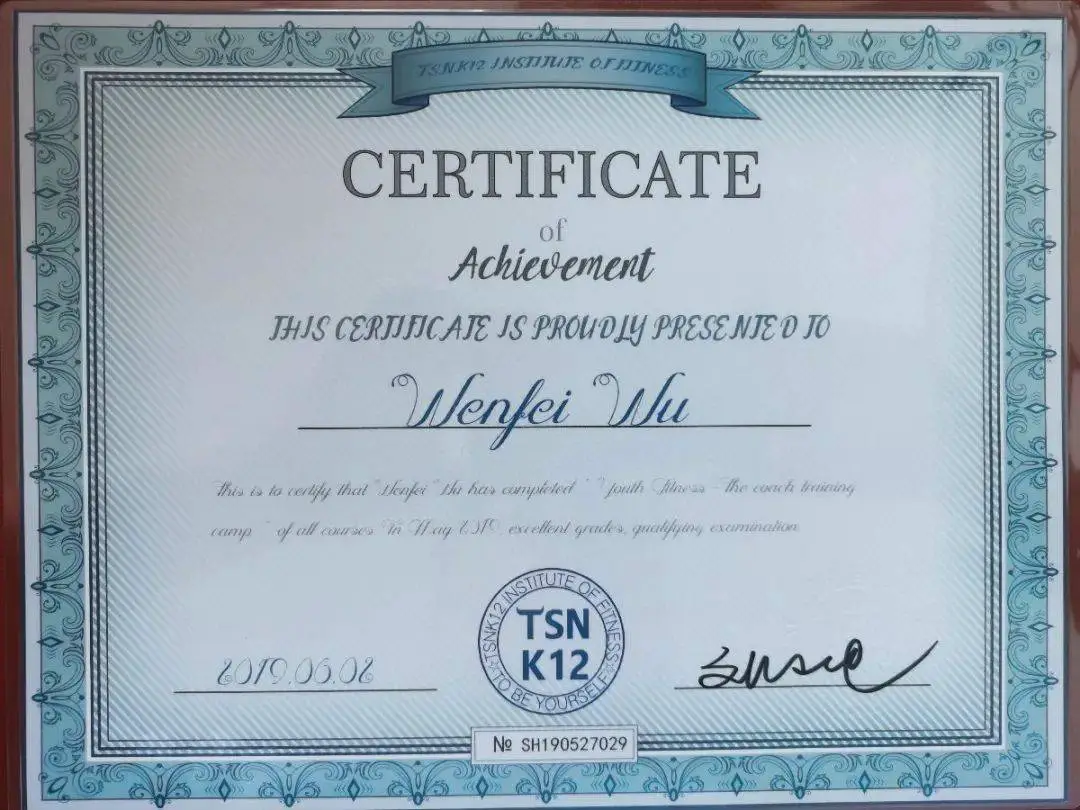 TSNK12 INSTITUTE OF FITNESS
CERTIFICATE
of
Achievement
THIS CERTIFICATE IS PROUDLY PRESENTED TO
Wenfei Wu
This is to certify that "Wenfei Wu has completed " Youth Fitness - the coach training
camp " of all courses in May 2019, excellent grades, qualifying examination.
TSNK12 INSTITUTE OF FITNESS
TSN
K12
TO BE YOURSELF
2019.06.02
№ SH190527029